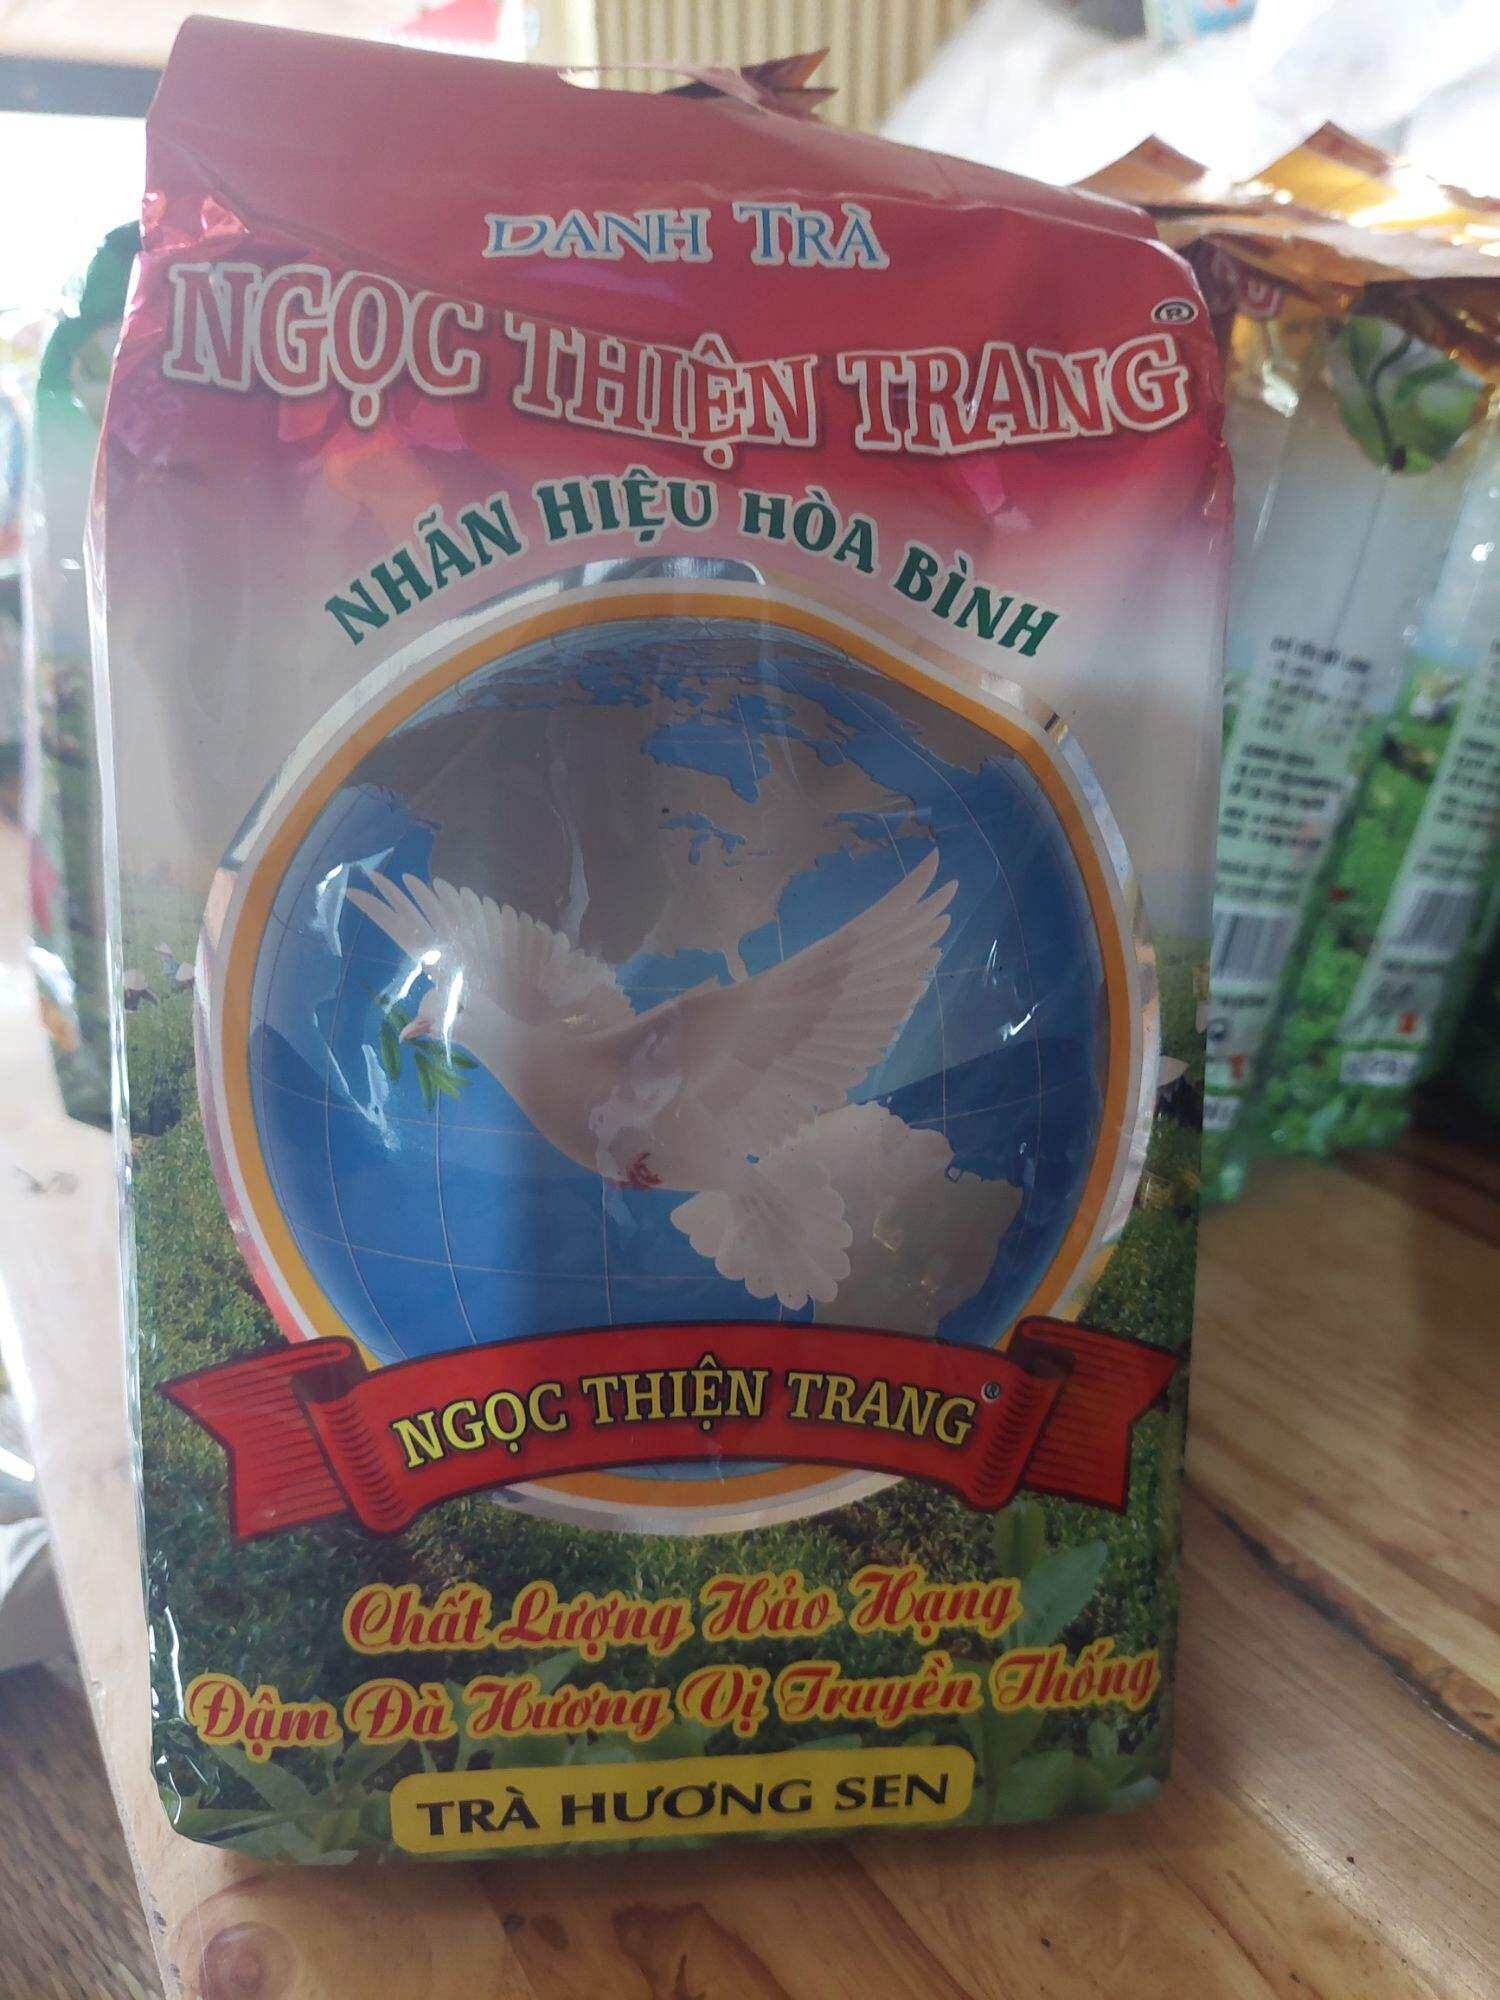 DANH TRÀ
NGỌC THIỆN TRANG ®
NHÃN HIỆU HÒA BÌNH
NGỌC THIỆN TRANG ®
Chất Lượng Hảo Hạng
Đậm Đà Hương Vị Truyền Thống
TRÀ HƯƠNG SEN